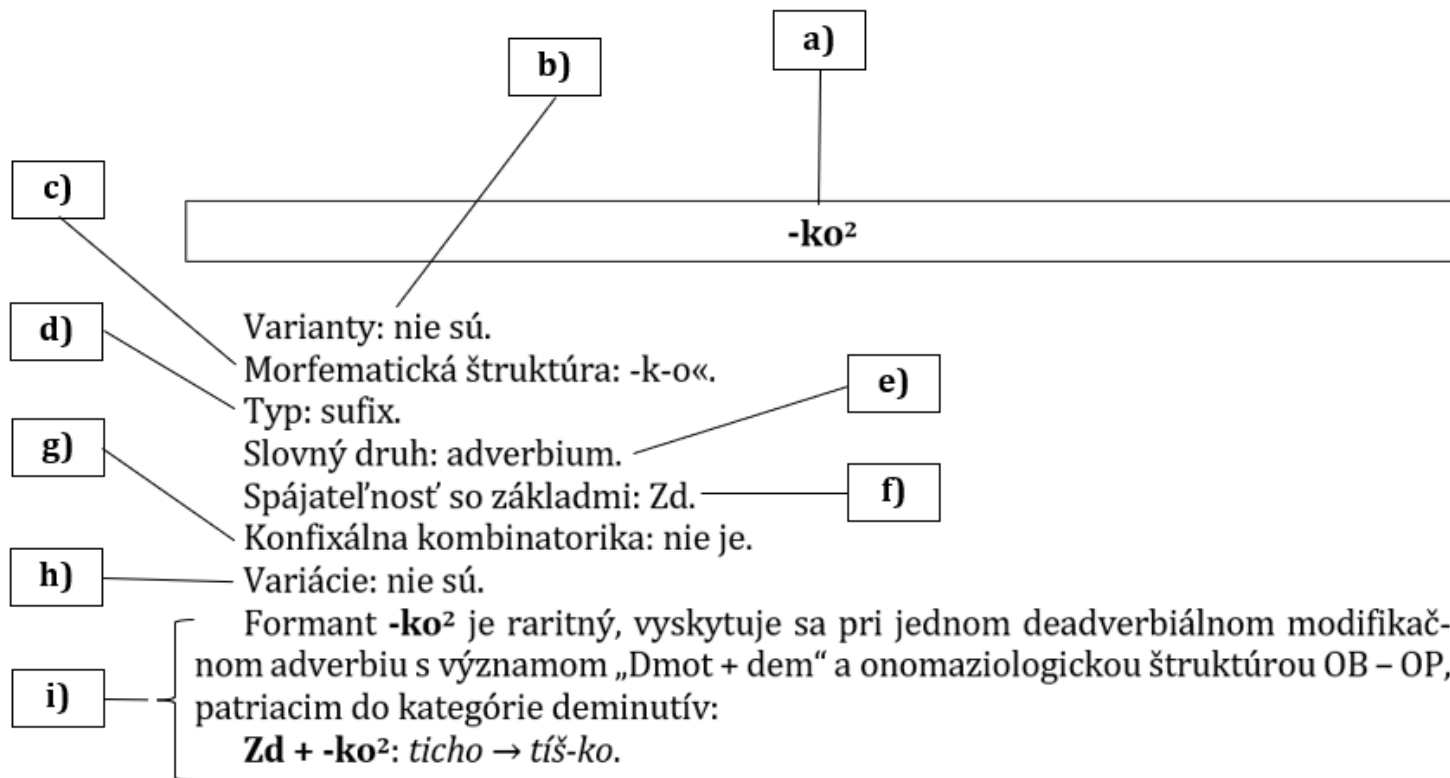 a)
b)
c)
-ko²
d)
Varianty: nie sú.
Morfematická štruktúra: -k-o«.
e)
Typ: sufix.
g)
Slovný druh: adverbium.
Spájateľnosť so základmi: Zd.
f)
Konfixálna kombinatorika: nie je.
h)
Variácie: nie sú.
Formant -ko² je raritný, vyskytuje sa pri jednom deadverbiálnom modifikač-
nom adverbiu s významom „Dmot + dem“ a onomaziologickou štruktúrou OB – OP,
i)
patriacim do kategórie deminutív:
Zd + -ko²: ticho → tíš-ko.